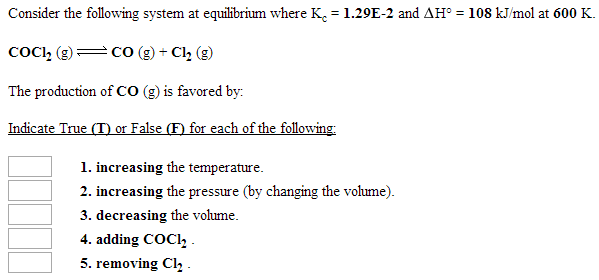 Consider the following system at equilibrium where Kc = 1.29E-2 and ΔH° = 108 kJ/mol at 600 K.
COCl₂ (g) ⇌ CO (g) + Cl₂ (g)
The production of CO (g) is favored by:
Indicate True (T) or False (F) for each of the following:
1. increasing the temperature.
2. increasing the pressure (by changing the volume).
3. decreasing the volume.
4. adding COCl₂ .
5. removing Cl₂ .